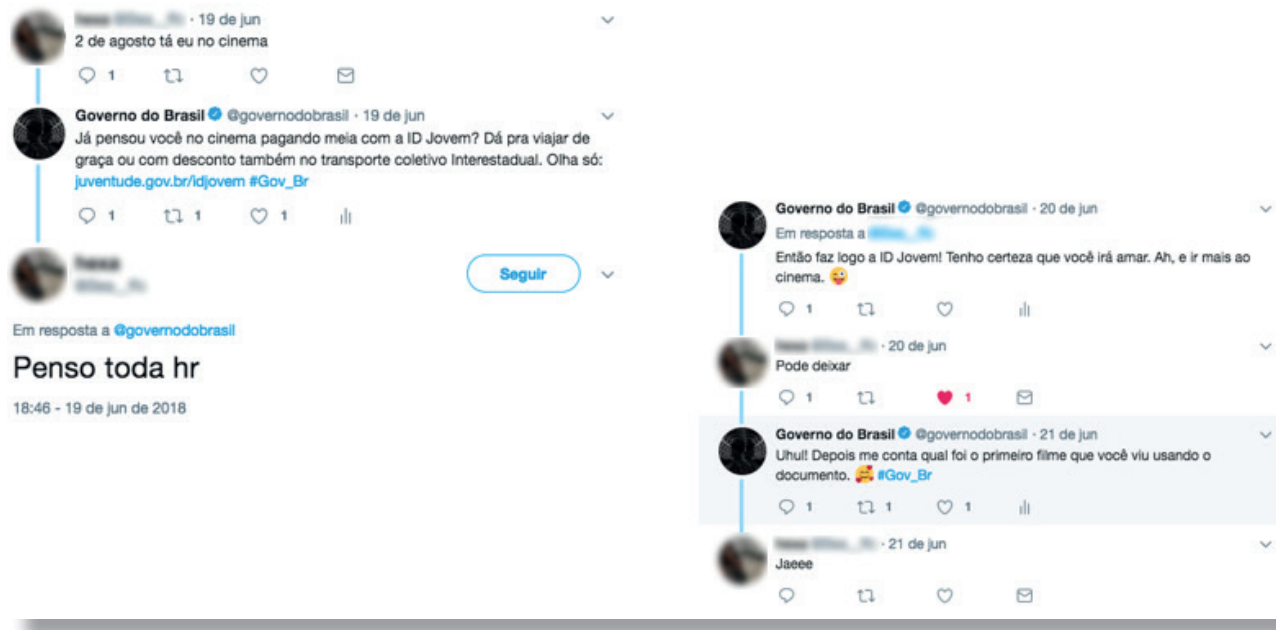 · 19 de jun
2 de agosto tá eu no cinema
1
Governo do Brasil @governodobrasil · 19 de jun
Já pensou você no cinema pagando meia com a ID Jovem? Dá pra viajar de
graça ou com desconto também no transporte coletivo Interestadual. Olha só:
juventude.gov.br/idjovem #Gov_Br
1 1 1
Seguir
Em resposta a @governodobrasil
Penso toda hr
18:46 - 19 de jun de 2018
Governo do Brasil @governodobrasil · 20 de jun
Em resposta a
Então faz logo a ID Jovem! Tenho certeza que você irá amar. Ah, e ir mais ao
cinema. 😜
1
· 20 de jun
Pode deixar
1 1
Governo do Brasil @governodobrasil · 21 de jun
Uhul! Depois me conta qual foi o primeiro filme que você viu usando o
documento. 🥰 #Gov_Br
1 1 1
· 21 de jun
Jaeee